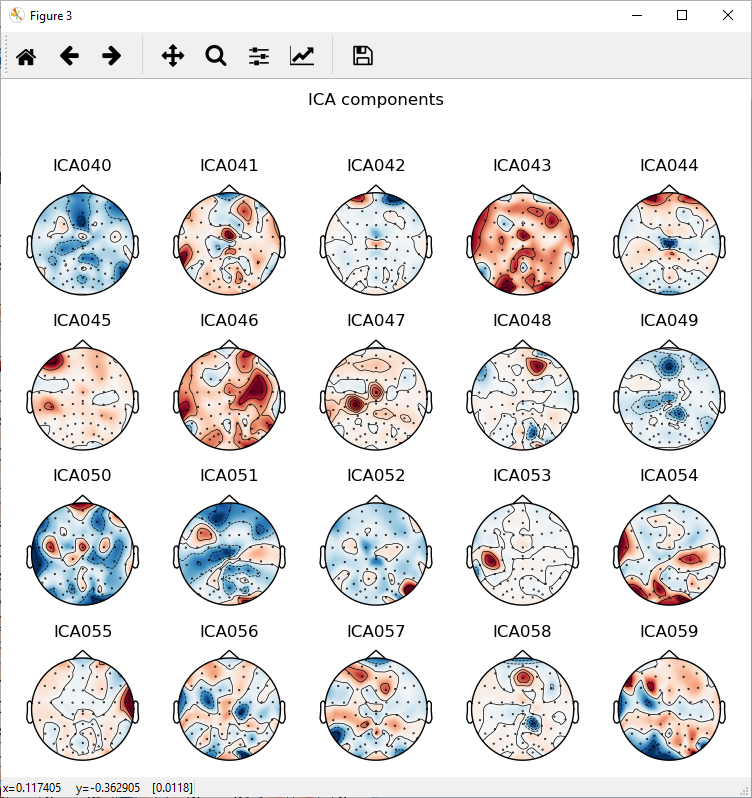 Figure 3
ICA components
ICA040 ICA041 ICA042 ICA043 ICA044
ICA045 ICA046 ICA047 ICA048 ICA049
ICA050 ICA051 ICA052 ICA053 ICA054
ICA055 ICA056 ICA057 ICA058 ICA059
x=0.117405 y=-0.362905 [0.0118]